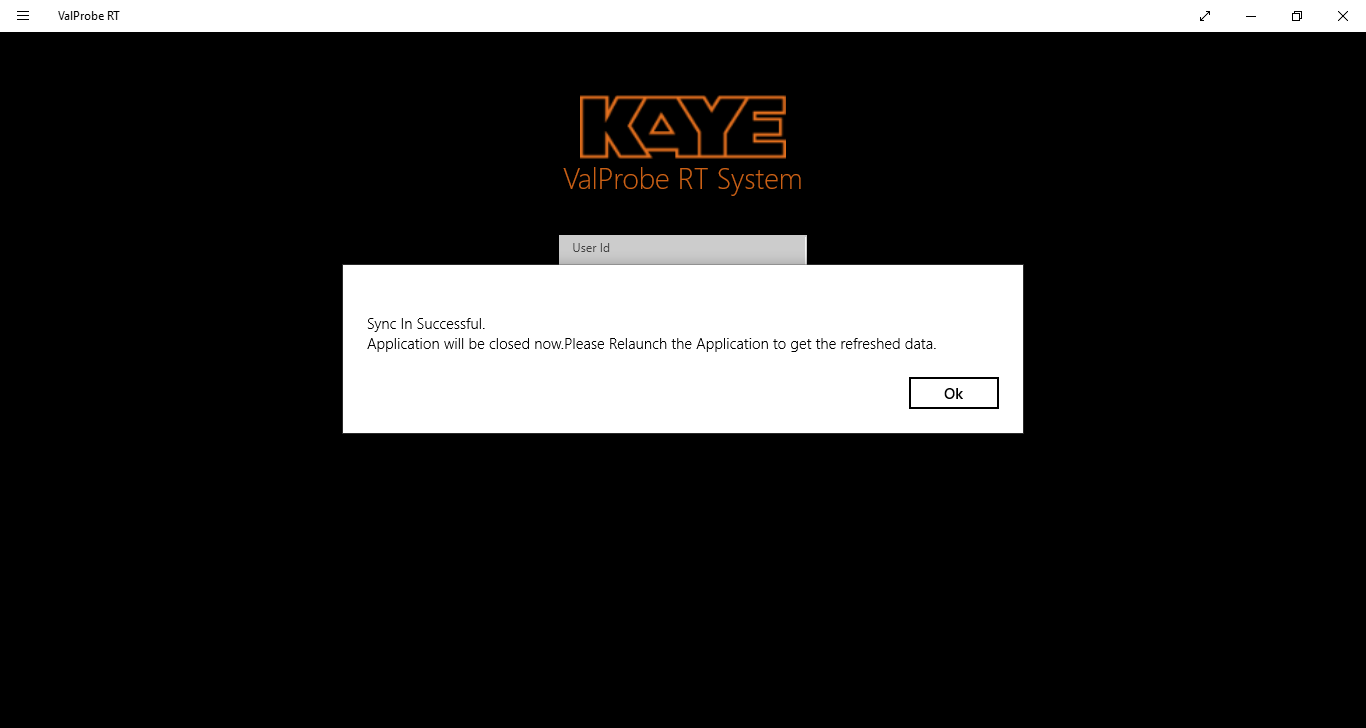 ValProbe RT
KAYE
ValProbe RT System
User Id
Sync In Successful.
Application will be closed now.Please Relaunch the Application to get the refreshed data.
Ok